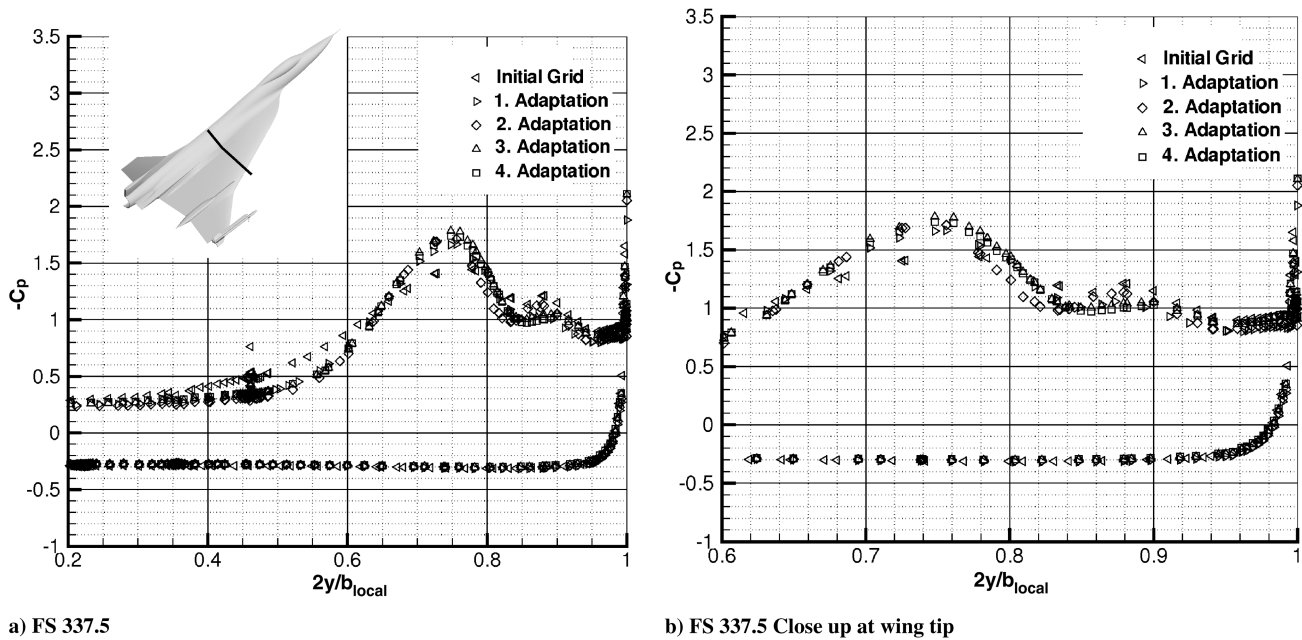 3.5
3
2.5
2
1.5
1
0.5
0
-0.5
-1
-Cp
0.2
0.4
0.6
0.8
1
2y/blocal
Initial Grid
1. Adaptation
2. Adaptation
3. Adaptation
4. Adaptation
a) FS 337.5
3.5
3
2.5
2
1.5
1
0.5
0
-0.5
-1
-Cp
0.6
0.7
0.8
0.9
1
2y/blocal
Initial Grid
1. Adaptation
2. Adaptation
3. Adaptation
4. Adaptation
b) FS 337.5 Close up at wing tip